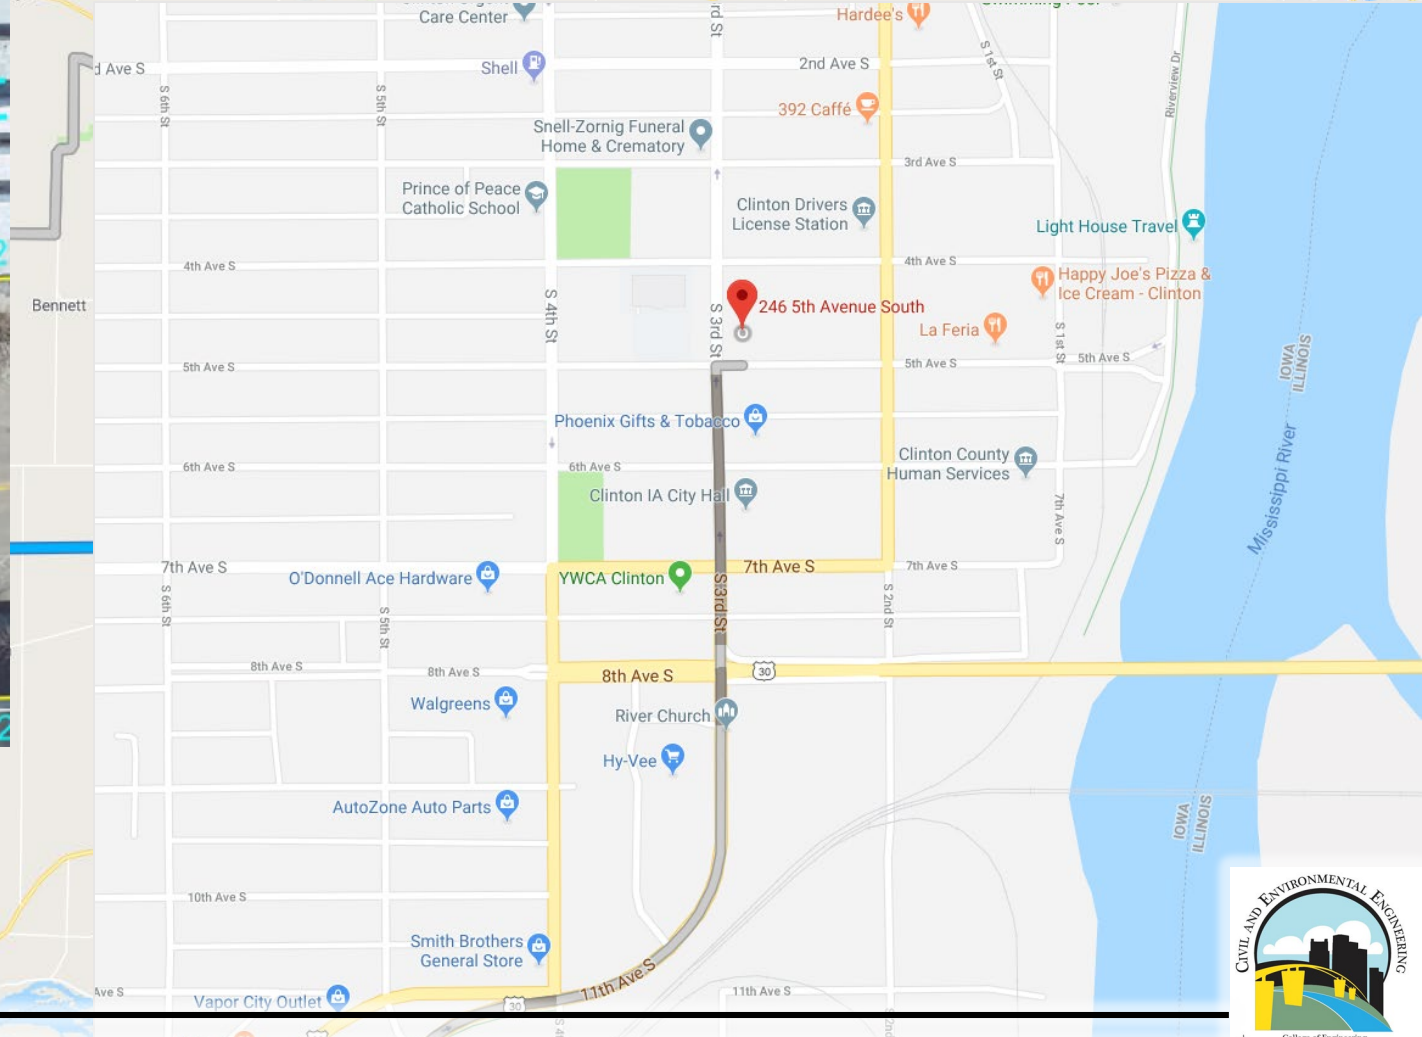 Care Center
Hardee's
rd St
d Ave S
Shell
2nd Ave S
S 1st St
Riverview Dr
S 6th St
S 5th St
392 Caffé
Snell-Zornig Funeral
Home & Crematory
3rd Ave S
Prince of Peace
Catholic School
Clinton Drivers
License Station
Light House Travel
4th Ave S
4th Ave S
Happy Joe's Pizza &
Ice Cream - Clinton
Bennett
S 4th St
S 3rd St
246 5th Avenue South
La Feria
S 1st St
IOWA
ILLINOIS
5th Ave S
5th Ave S
5th Ave S
Phoenix Gifts & Tobacco
Mississippi River
6th Ave S
6th Ave S
Clinton County
Human Services
Clinton IA City Hall
7th Ave S
7th Ave S
O'Donnell Ace Hardware
YWCA Clinton
7th Ave S
7th Ave S
S 6th St
S 5th St
S 3rd St
S 2nd St
8th Ave S
8th Ave S
8th Ave S
30
Walgreens
River Church
Hy-Vee
AutoZone Auto Parts
IOWA
ILLINOIS
10th Ave S
Smith Brothers
General Store
11th Ave S
Ave S
Vapor City Outlet
30
11th Ave S
CIVIL AND ENVIRONMENTAL ENGINEERING